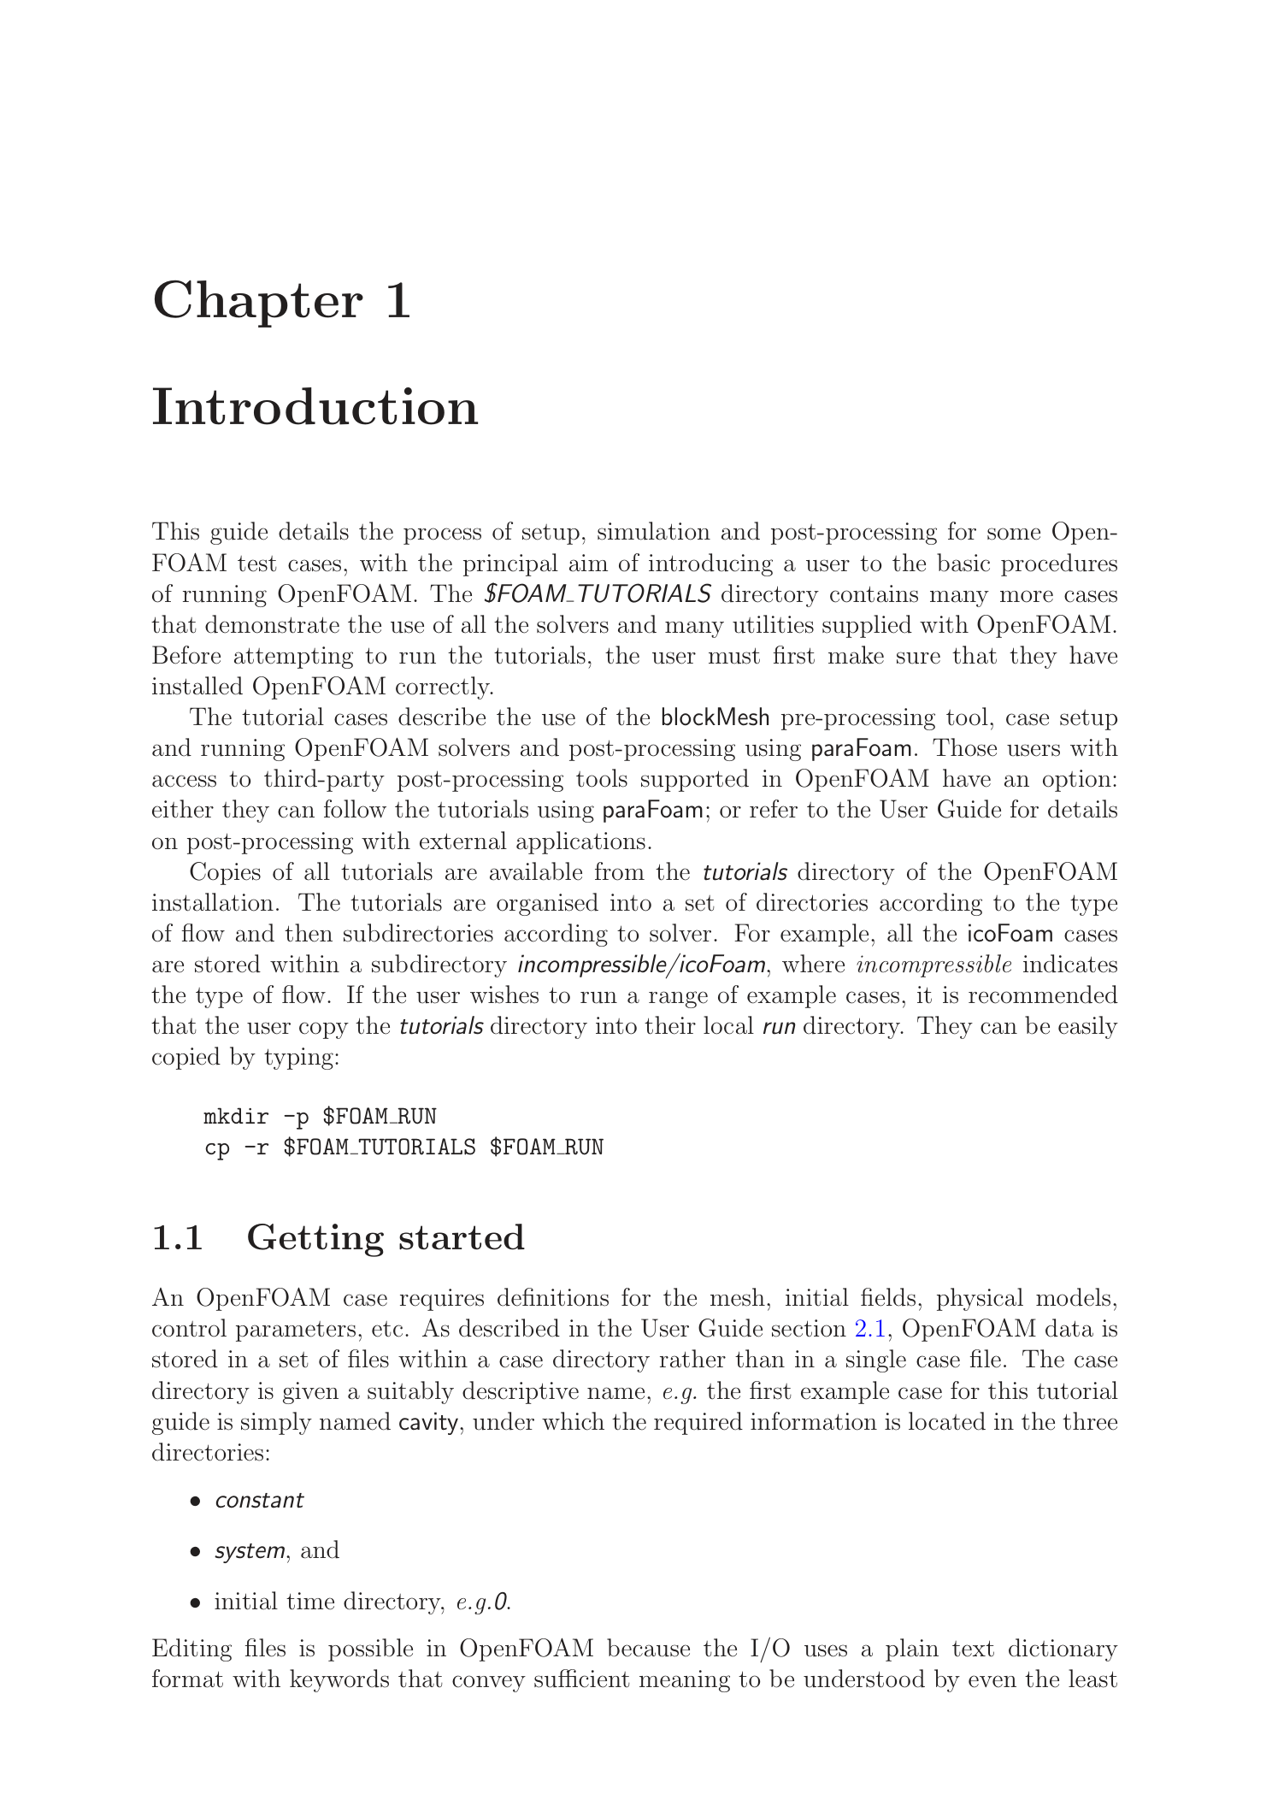 Chapter 1
Introduction
This guide details the process of setup, simulation and post-processing for some Open-
FOAM test cases, with the principal aim of introducing a user to the basic procedures
of running OpenFOAM. The $FOAM_TUTORIALS directory contains many more cases
that demonstrate the use of all the solvers and many utilities supplied with OpenFOAM.
Before attempting to run the tutorials, the user must first make sure that they have
installed OpenFOAM correctly.
The tutorial cases describe the use of the blockMesh pre-processing tool, case setup
and running OpenFOAM solvers and post-processing using paraFoam. Those users with
access to third-party post-processing tools supported in OpenFOAM have an option:
either they can follow the tutorials using paraFoam; or refer to the User Guide for details
on post-processing with external applications.
Copies of all tutorials are available from the tutorials directory of the OpenFOAM
installation. The tutorials are organised into a set of directories according to the type
of flow and then subdirectories according to solver. For example, all the icoFoam cases
are stored within a subdirectory incompressible/icoFoam, where incompressible indicates
the type of flow. If the user wishes to run a range of example cases, it is recommended
that the user copy the tutorials directory into their local run directory. They can be easily
copied by typing:
mkdir -p $FOAM_RUN
cp -r $FOAM_TUTORIALS $FOAM_RUN
1.1 Getting started
An OpenFOAM case requires definitions for the mesh, initial fields, physical models,
control parameters, etc. As described in the User Guide section 2.1, OpenFOAM data is
stored in a set of files within a case directory rather than in a single case file. The case
directory is given a suitably descriptive name, e.g. the first example case for this tutorial
guide is simply named cavity, under which the required information is located in the three
directories:
• constant
• system, and
• initial time directory, e.g.0.
Editing files is possible in OpenFOAM because the I/O uses a plain text dictionary
format with keywords that convey sufficient meaning to be understood by even the least